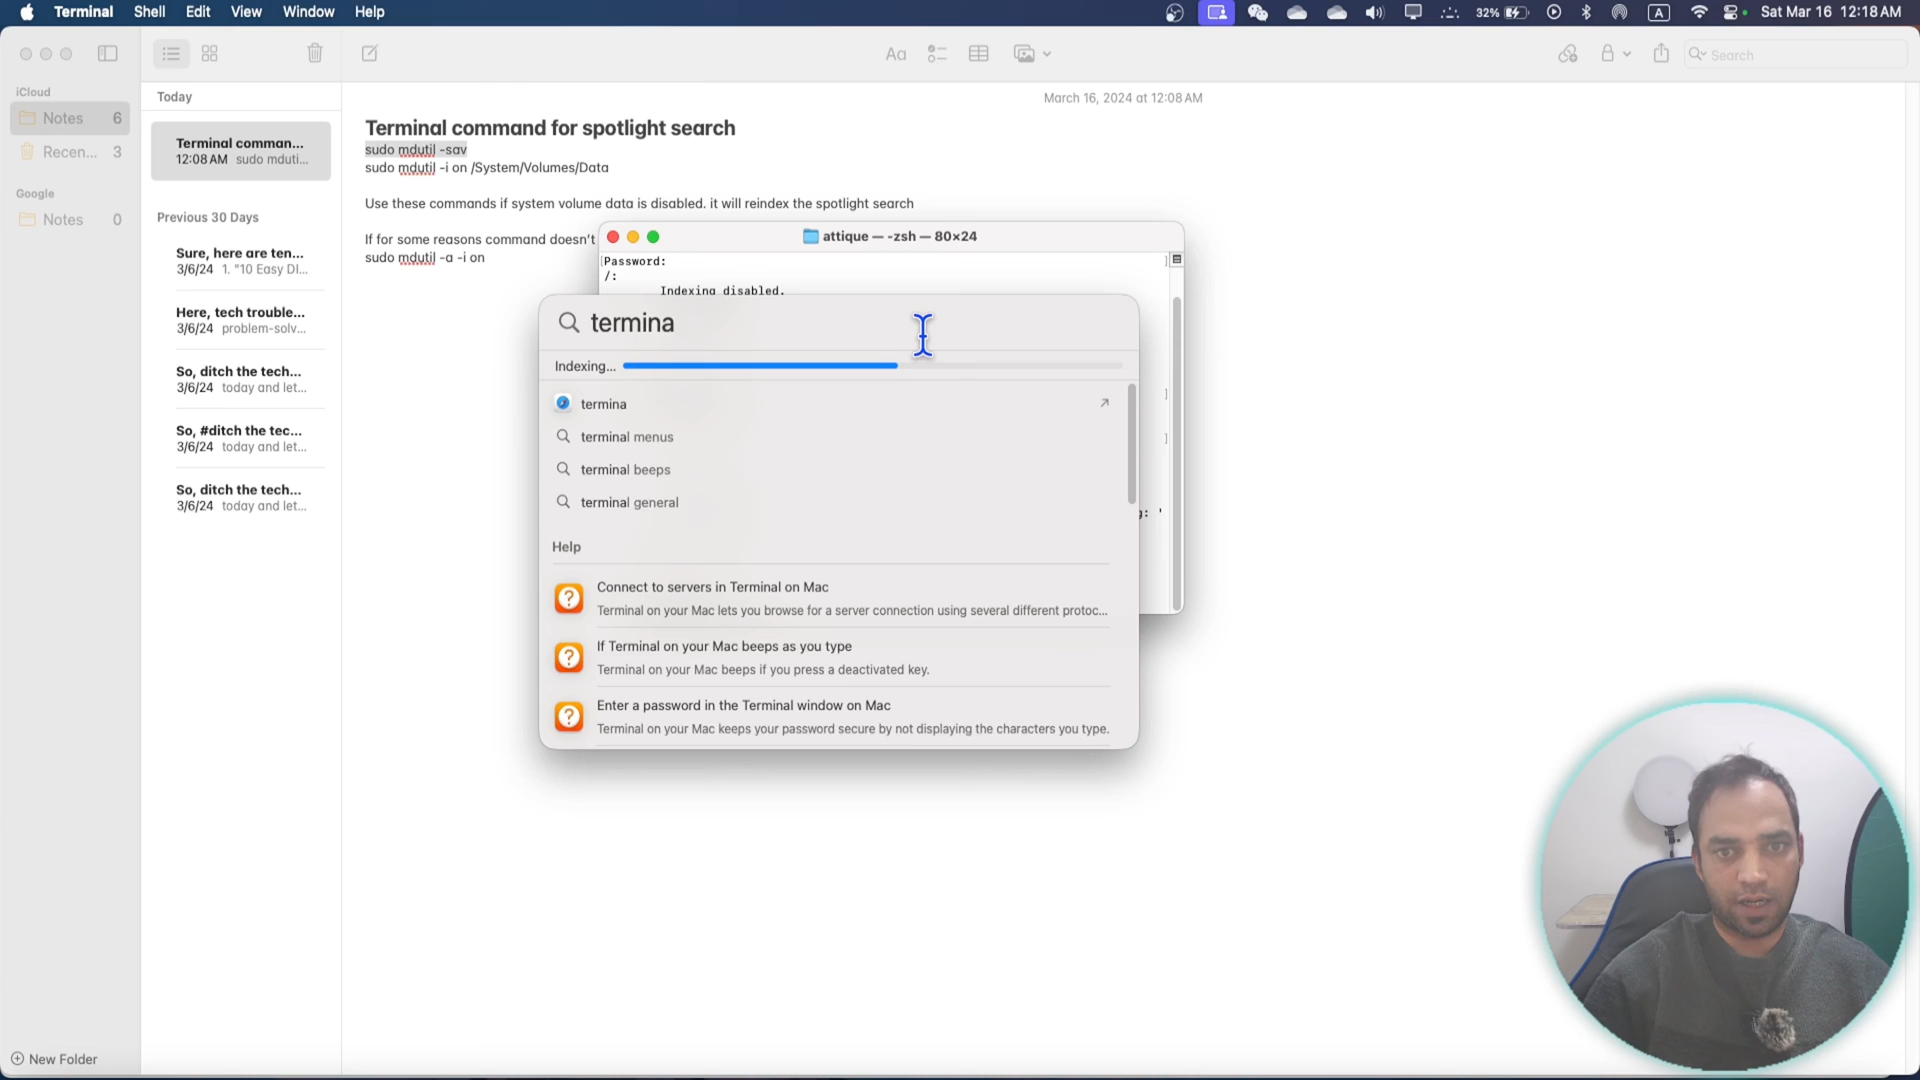 Terminal Shell Edit View Window Help
32% A Sat Mar 16 12:18 AM
Aa
Search
iCloud
Notes 6
Recen... 3
Google
Notes 0
New Folder
Today
Terminal comman...
12:08 AM sudo mduti...
Previous 30 Days
Sure, here are ten...
3/6/24 1. "10 Easy DI...
Here, tech trouble...
3/6/24 problem-solv...
So, ditch the tech...
3/6/24 today and let...
So, #ditch the tec...
3/6/24 today and let...
So, ditch the tech...
3/6/24 today and let...
March 16, 2024 at 12:08 AM
Terminal command for spotlight search
sudo mdutil -sav
sudo mdutil -i on /System/Volumes/Data
Use these commands if system volume data is disabled. it will reindex the spotlight search
If for some reasons command doesn't
sudo mdutil -a -i on
attique — -zsh — 80×24
Password:
/:
Indexing disabled.
g: '
termina
Indexing...
termina
terminal menus
terminal beeps
terminal general
Help
Connect to servers in Terminal on Mac
Terminal on your Mac lets you browse for a server connection using several different protoc...
If Terminal on your Mac beeps as you type
Terminal on your Mac beeps if you press a deactivated key.
Enter a password in the Terminal window on Mac
Terminal on your Mac keeps your password secure by not displaying the characters you type.